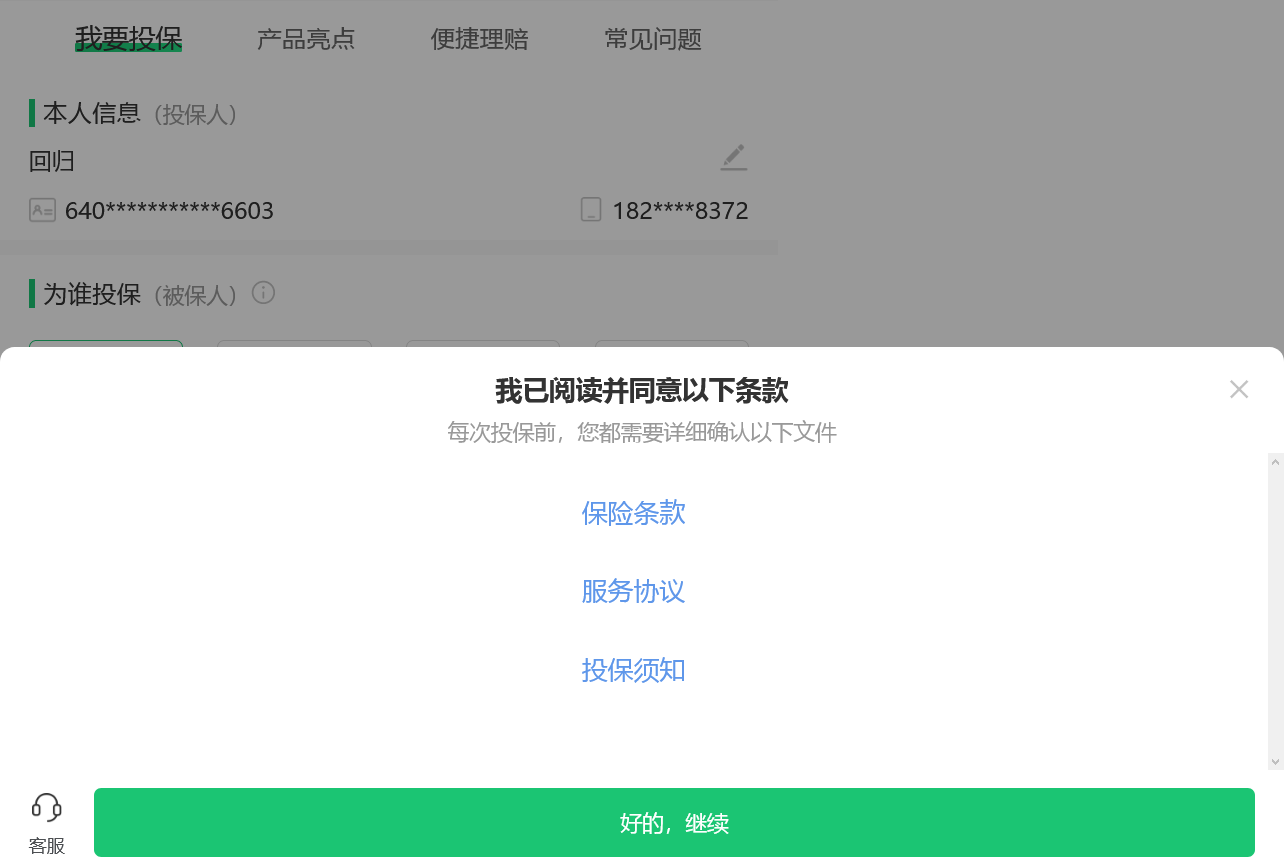 我要投保 产品亮点 便捷理赔 常见问题
本人信息（投保人）
回归
640***********6603 182****8372
为谁投保（被保人）
我已阅读并同意以下条款
每次投保前，您都需要详细确认以下文件
保险条款
服务协议
投保须知
好的，继续
客服